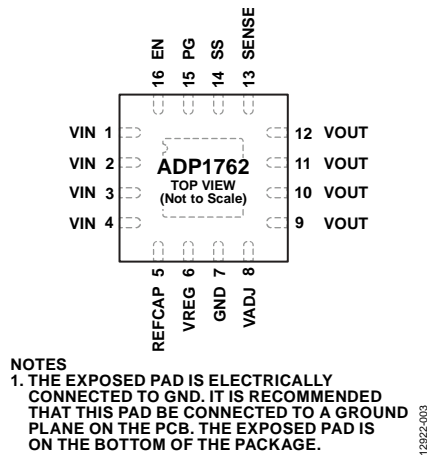 16 EN
15 PG
14 SS
13 SENSE
VIN 1
VIN 2
VIN 3
VIN 4
ADP1762
TOP VIEW
(Not to Scale)
12 VOUT
11 VOUT
10 VOUT
9 VOUT
REFCAP 5
VREG 6
GND 7
VADJ 8
NOTES
1. THE EXPOSED PAD IS ELECTRICALLY
CONNECTED TO GND. IT IS RECOMMENDED
THAT THIS PAD BE CONNECTED TO A GROUND
PLANE ON THE PCB. THE EXPOSED PAD IS
ON THE BOTTOM OF THE PACKAGE.
12922-003